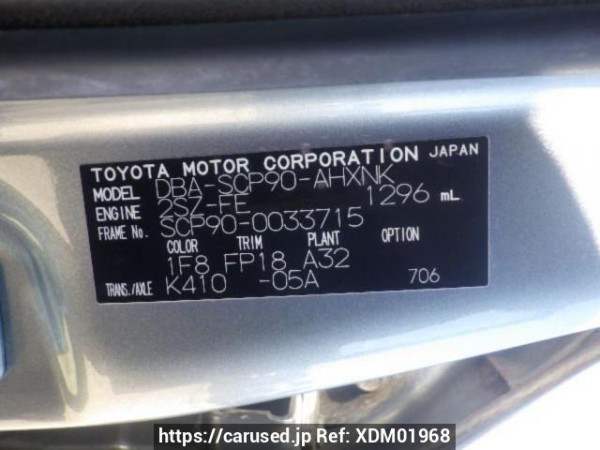 TOYOTA MOTOR CORPORATION JAPAN
MODEL DBA-SCP90-AHXNK
ENGINE 2SZ-FE 1296 mL
FRAME No. SCP90-0033715
COLOR TRIM PLANT OPTION
1F8 FP18 A32
TRANS./AXLE K410 -05A 706
https://carused.jp Ref: XDM01968